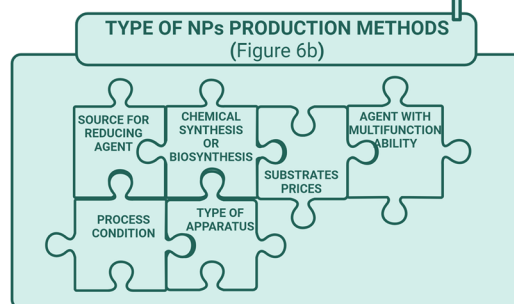 TYPE OF NPs PRODUCTION METHODS
(Figure 6b)
SOURCE FOR
REDUCING
AGENT
CHEMICAL
SYNTHESIS
OR
BIOSYNTHESIS
SUBSTRATES
PRICES
AGENT WITH
MULTIFUNCTION
ABILITY
PROCESS
CONDITION
TYPE OF
APPARATUS